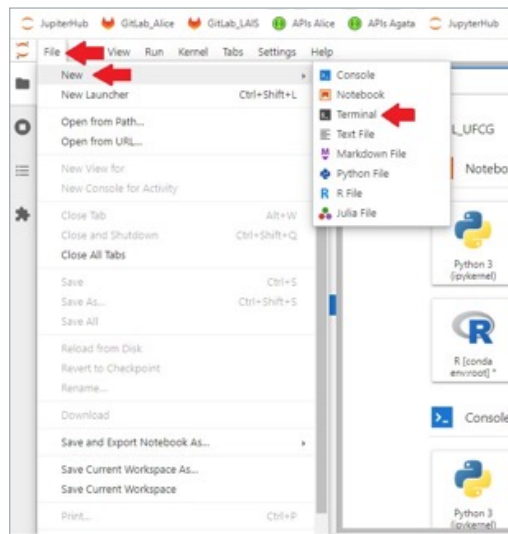 JupiterHub GitLab_Alice GitLab_LAIS APIs Alice APIs Agata JupyterHub
File View Run Kernel Tabs Settings Help
New
New Launcher Ctrl+Shift+L
Open from Path...
Open from URL...
New View for
New Console for Activity
Close Tab Alt+W
Close and Shutdown Ctrl+Shift+Q
Close All Tabs
Save Ctrl+S
Save As... Ctrl+Shift+S
Save All
Reload from Disk
Revert to Checkpoint
Rename...
Download
Save and Export Notebook As...
Save Current Workspace As...
Save Current Workspace
Print... Ctrl+P
Console
Notebook
Terminal
Text File
Markdown File
Python File
R File
Julia File
L_UFCG
Notebo
Python 3
(ipykernel)
R [conda
env:root] *
Console
Python 3
(ipykernel)